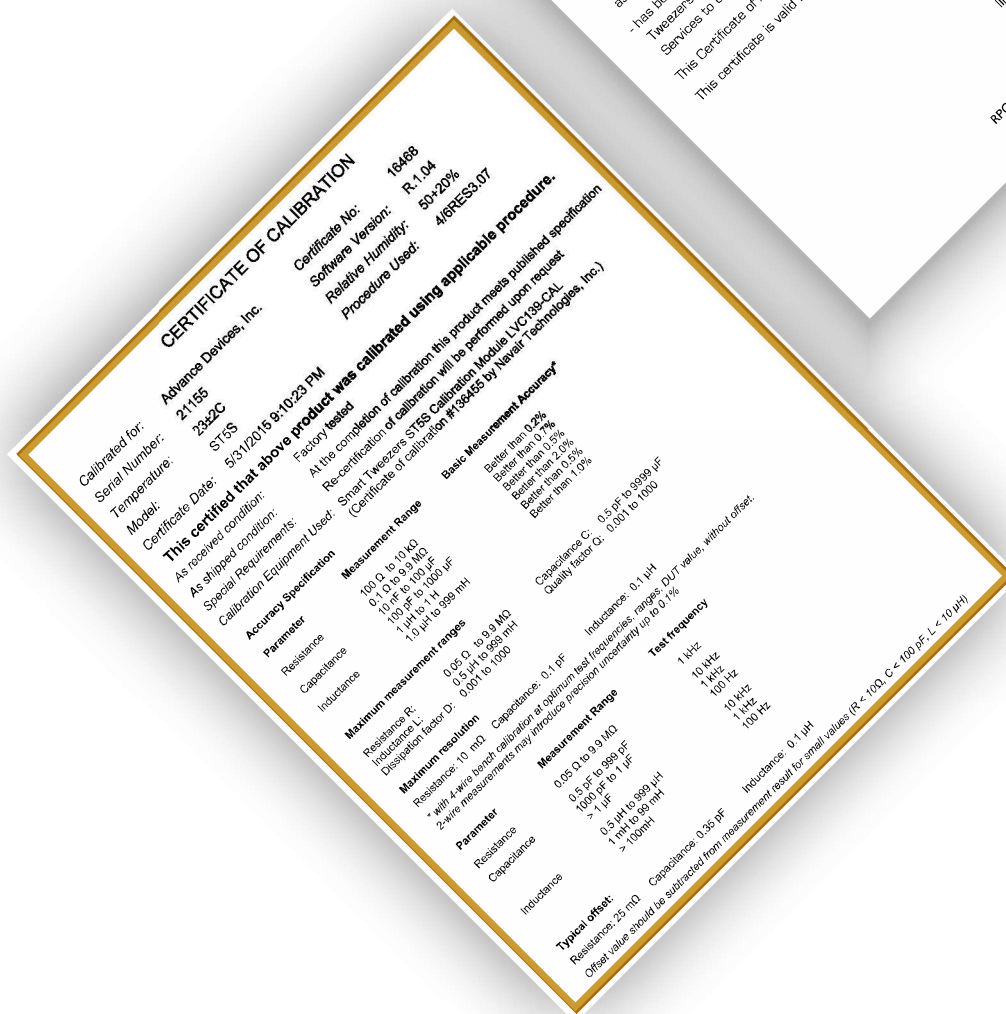 as
- has be
Tweezers
Services to c
This Certificate of
This certificate is valid
RPC
CERTIFICATE OF CALIBRATION
Calibrated for: Advance Devices, Inc. Certificate No: 16468
Serial Number: 21155 Software Version: R.1.04
Temperature: 23±2C Relative Humidity: 50+20%
Model: ST5S Procedure Used: 4/6RES3.07
Certificate Date: 5/31/2015 9:10:23 PM
This certified that above product was calibrated using applicable procedure.
As received condition: Factory tested
As shipped condition: At the completion of calibration this product meets published specification
Special Requirements: Re-certification of calibration will be performed upon request
Calibration Equipment Used: Smart Tweezers ST5S Calibration Module LVC139-CAL
(Certificate of calibration #136455 by Navair Technologies, Inc.)
Accuracy Specification
Parameter Measurement Range Basic Measurement Accuracy*
Resistance 100 Ω to 10 kΩ Better than 0.2%
0.1 Ω to 9.9 MΩ Better than 0.7%
Capacitance 10 nF to 100 µF Better than 0.5%
100 pF to 1000 uF Better than 2.0%
Inductance 1 µH to 1 H Better than 0.5%
1.0 µH to 999 mH Better than 1.0%
Maximum measurement ranges
Resistance R: 0.05 Ω to 9.9 MΩ Capacitance C: 0.5 pF to 9999 µF
Inductance L: 0.5 µH to 999 mH Quality factor Q: 0.001 to 1000
Dissipation factor D: 0.001 to 1000
Maximum resolution
Resistance: 10 mΩ Capacitance: 0.1 pF Inductance: 0.1 µH
* with 4-wire bench calibration at optimum test frequencies, ranges, DUT value, without offset.
2-wire measurements may introduce precision uncertainty up to 0.1%
Parameter Measurement Range Test frequency
Resistance 0.05 Ω to 9.9 MΩ 1 kHz
Capacitance 0.5 pF to 999 pF 10 kHz
1000 pF to 1 µF 1 kHz
> 1 µF 100 Hz
Inductance 0.5 µH to 999 µH 10 kHz
1 mH to 99 mH 1 kHz
> 100mH 100 Hz
Typical offset:
Resistance: 25 mΩ Capacitance: 0.35 pF Inductance: 0.1 µH
Offset value should be subtracted from measurement result for small values (R < 10Ω, C < 100 pF, L < 10 µH)